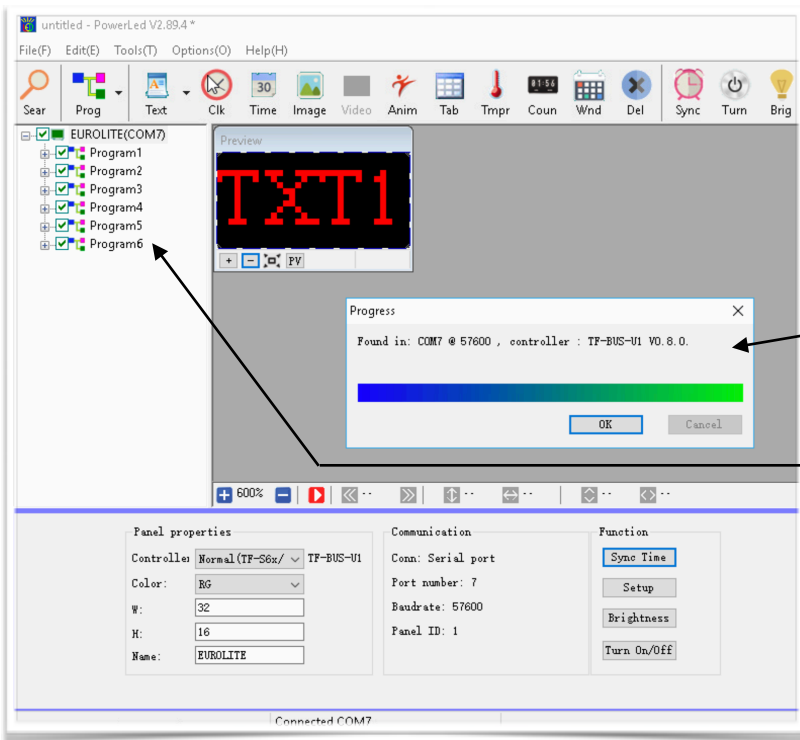 untitled - PowerLed V2.89.4 *
File(F) Edit(E) Tools(T) Options(O) Help(H)
30 01:56
Sear Prog Text Clk Time Image Video Anim Tab Tmpr Coun Wnd Del Sync Turn Brig
EUROLITE(COM7)
Program1
Program2
Program3
Program4
Program5
Program6
Preview
TXT1
+ - PV
Progress
Found in: COM7 @ 57600 , controller : TF-BUS-U1 V0.8.0.
OK Cancel
600%
Panel properties
Controller Normal(TF-S6x/ TF-BUS-U1
Color: RG
W: 32
H: 16
Name: EUROLITE
Communication
Conn: Serial port
Port number: 7
Baudrate: 57600
Panel ID: 1
Function
Sync Time
Setup
Brightness
Turn On/Off
Connected COM7